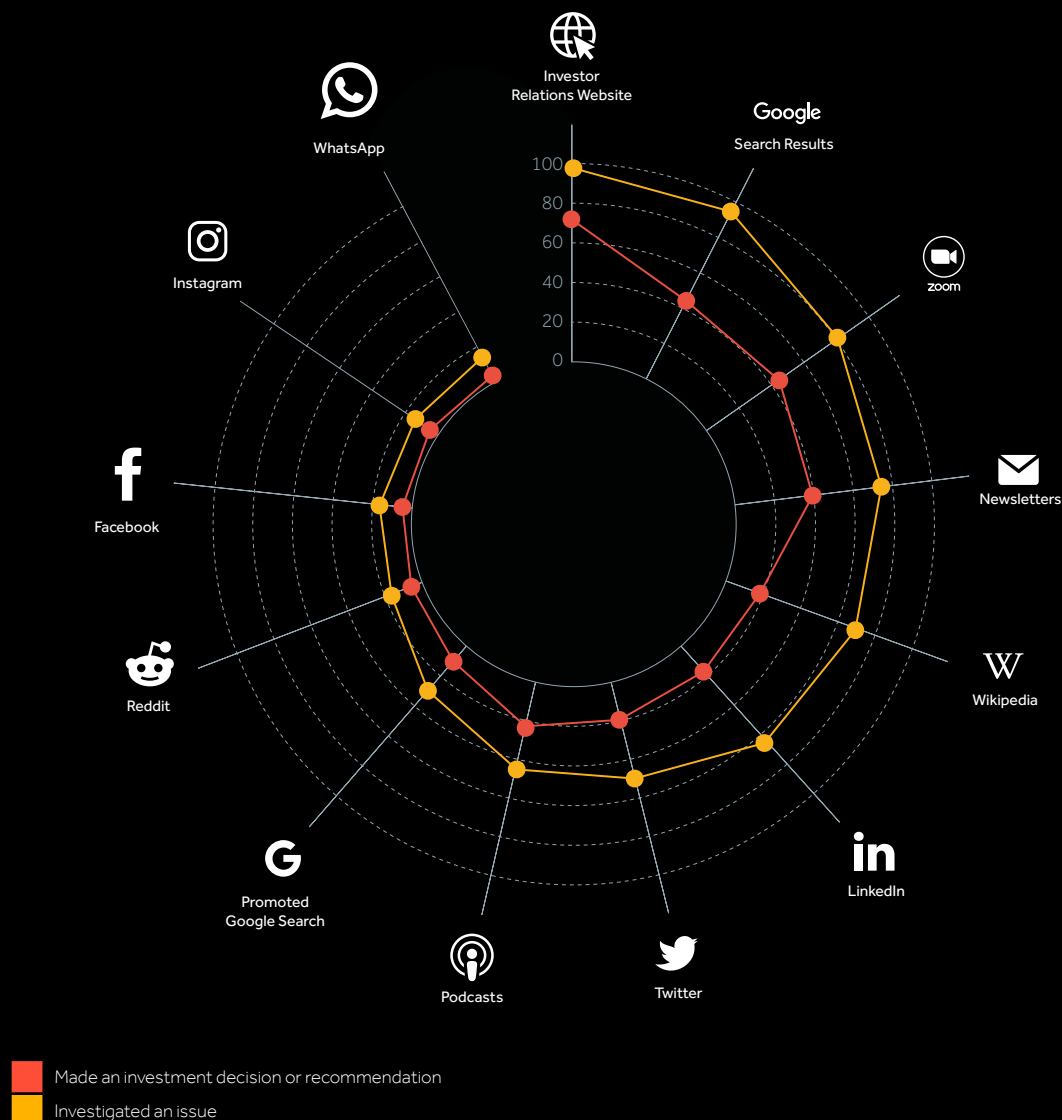 Investor
Relations Website
Google
Search Results
WhatsApp
100
80
60
40
20
0
zoom
Instagram
Newsletters
Facebook
W
Wikipedia
Reddit
in
LinkedIn
G
Promoted
Google Search
Podcasts
Twitter
Made an investment decision or recommendation
Investigated an issue